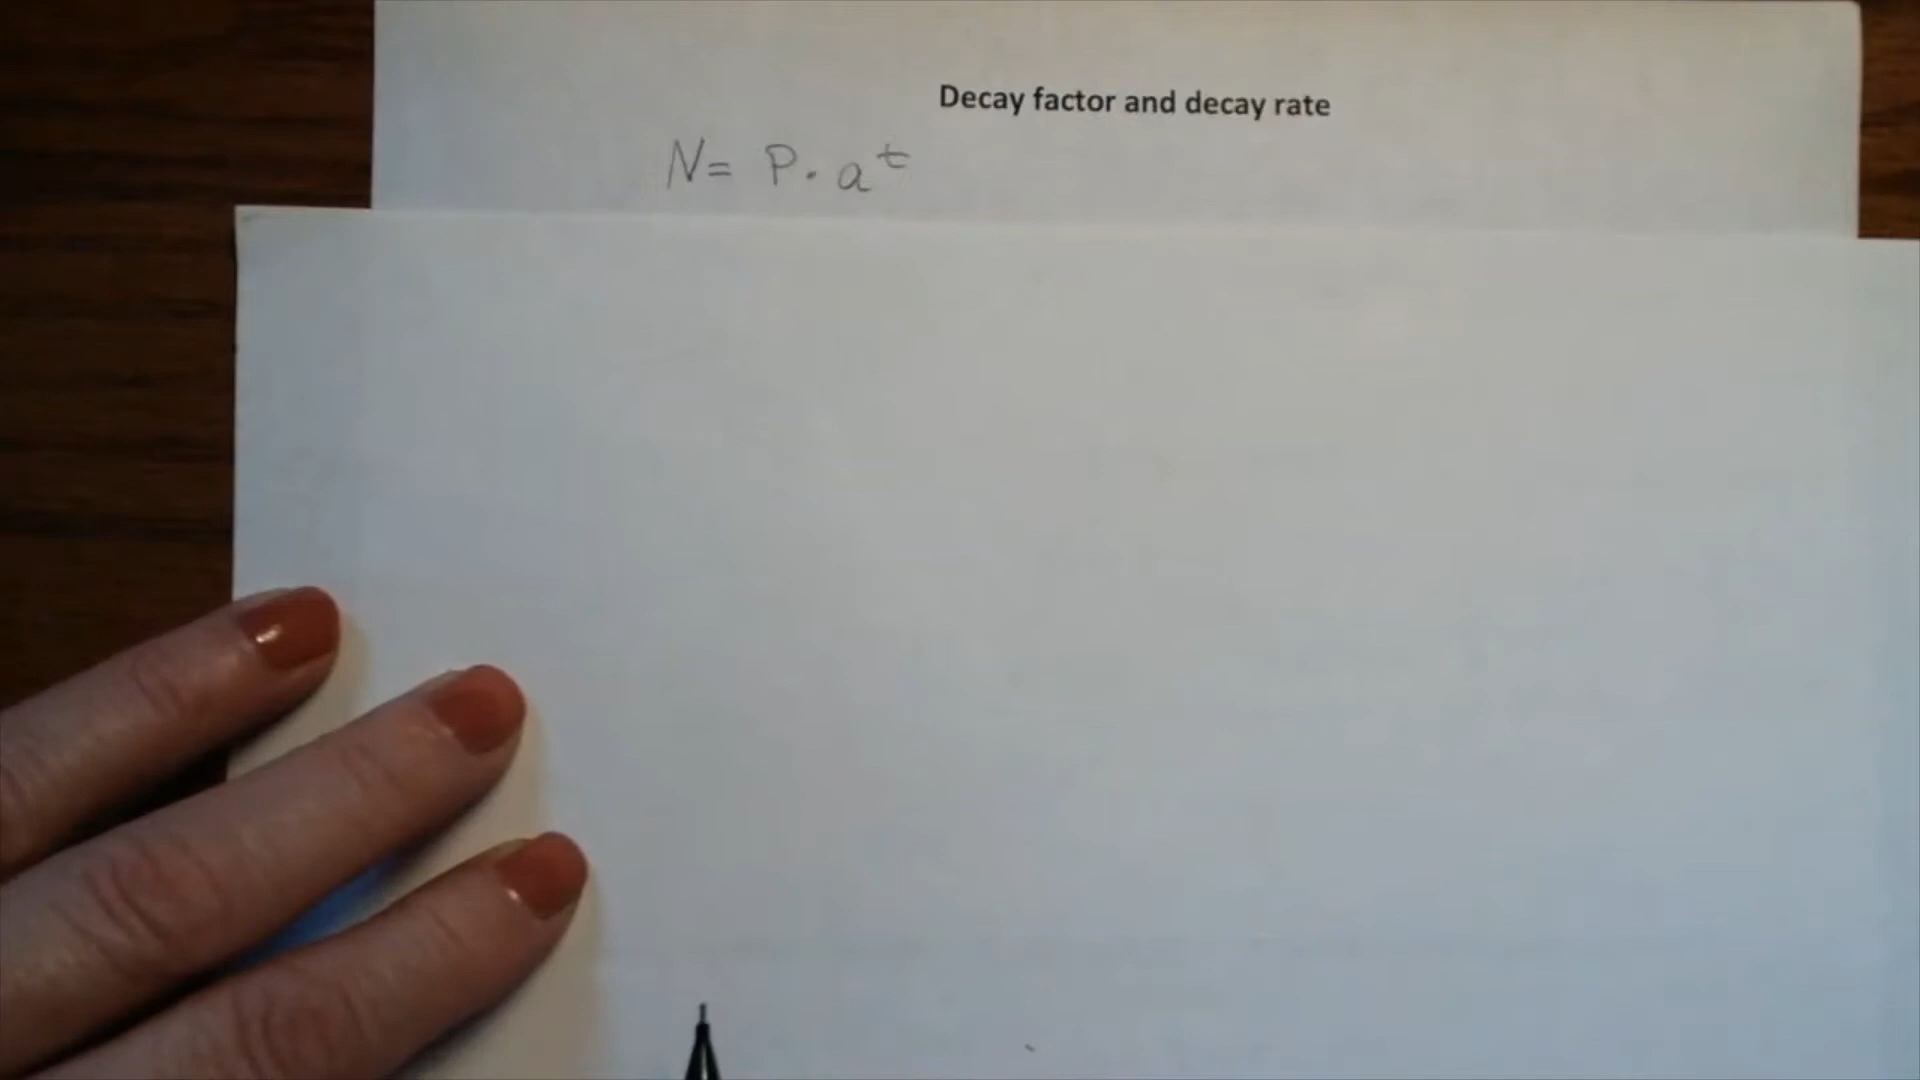 Decay factor and decay rate
N= P · a^t